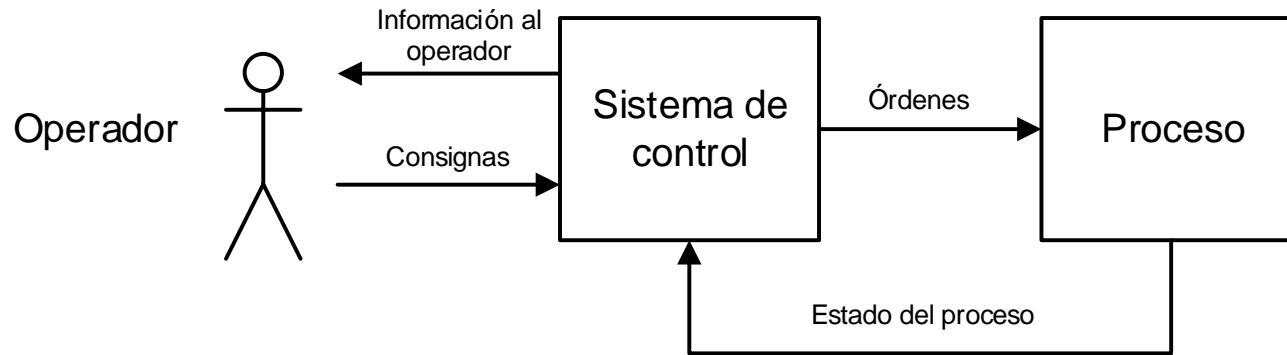 Información al
operador
Operador
Consignas
Sistema de
control
Órdenes
Proceso
Estado del proceso